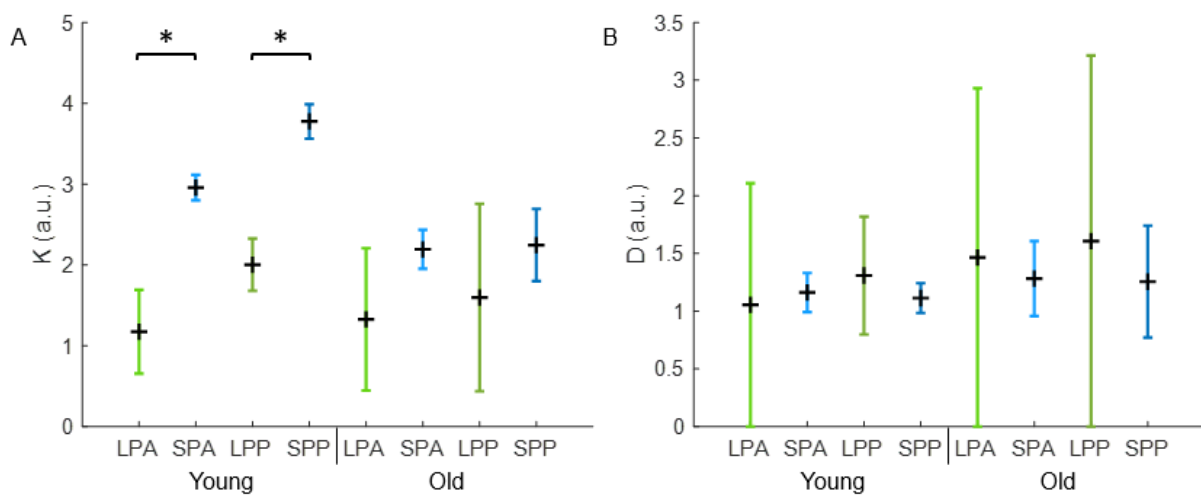 A
K (a.u.)
5
4
3
2
1
0
* *
LPA SPA LPP SPP LPA SPA LPP SPP
Young Old
B
D (a.u.)
3.5
3
2.5
2
1.5
1
0.5
0
LPA SPA LPP SPP LPA SPA LPP SPP
Young Old